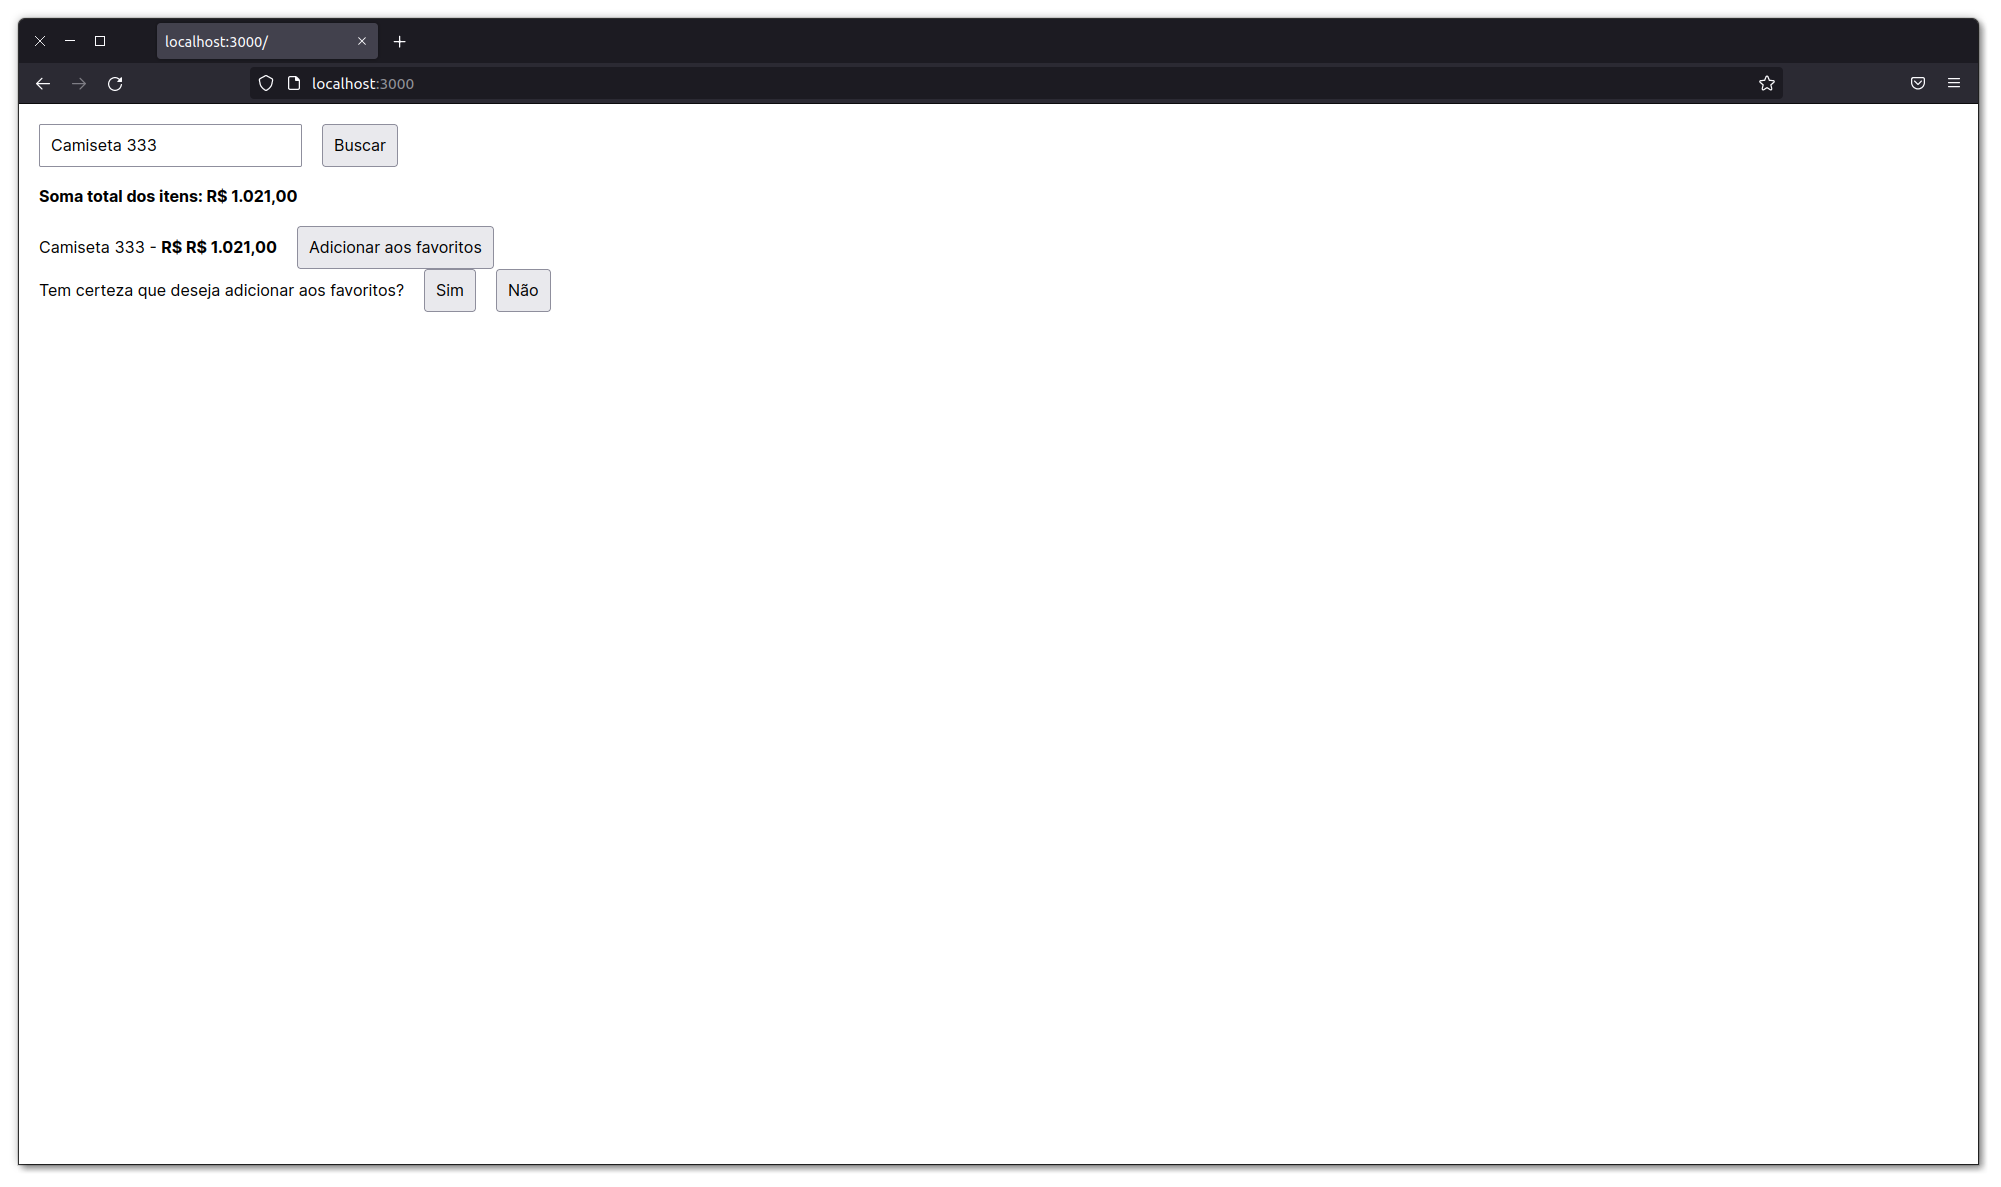 localhost:3000/
localhost:3000
Camiseta 333 Buscar
Soma total dos itens: R$ 1.021,00
Camiseta 333 - R$ R$ 1.021,00 Adicionar aos favoritos
Tem certeza que deseja adicionar aos favoritos? Sim Não